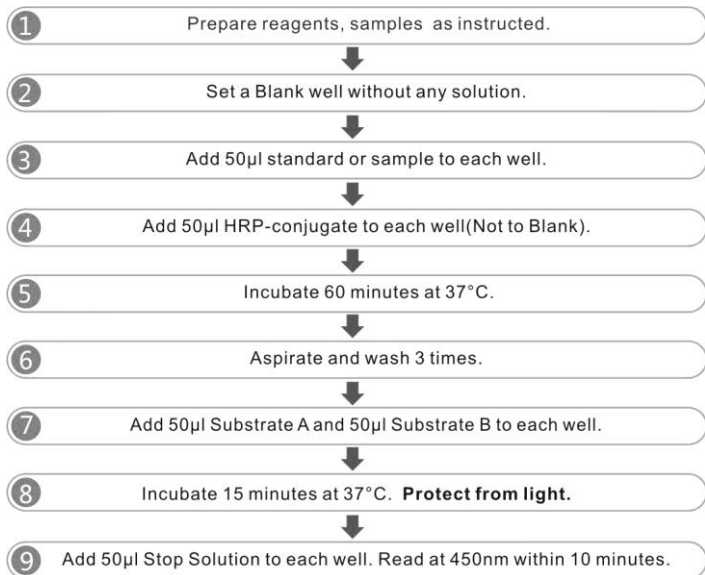 1 Prepare reagents, samples as instructed.
2 Set a Blank well without any solution.
3 Add 50μl standard or sample to each well.
4 Add 50μl HRP-conjugate to each well(Not to Blank).
5 Incubate 60 minutes at 37°C.
6 Aspirate and wash 3 times.
7 Add 50μl Substrate A and 50μl Substrate B to each well.
8 Incubate 15 minutes at 37°C. Protect from light.
9 Add 50μl Stop Solution to each well. Read at 450nm within 10 minutes.